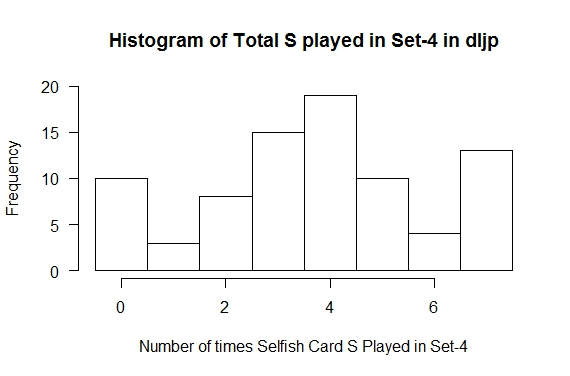 Histogram of Total S played in Set-4 in dljp
Frequency
20
15
10
5
0
0 2 4 6
Number of times Selfish Card S Played in Set-4